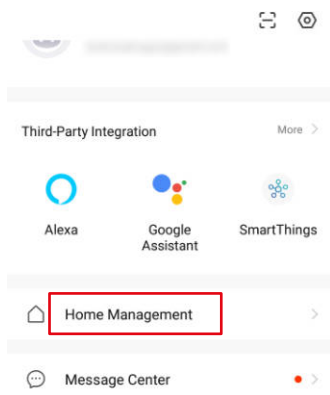 Third-Party Integration More
Alexa Google Assistant SmartThings
Home Management
Message Center